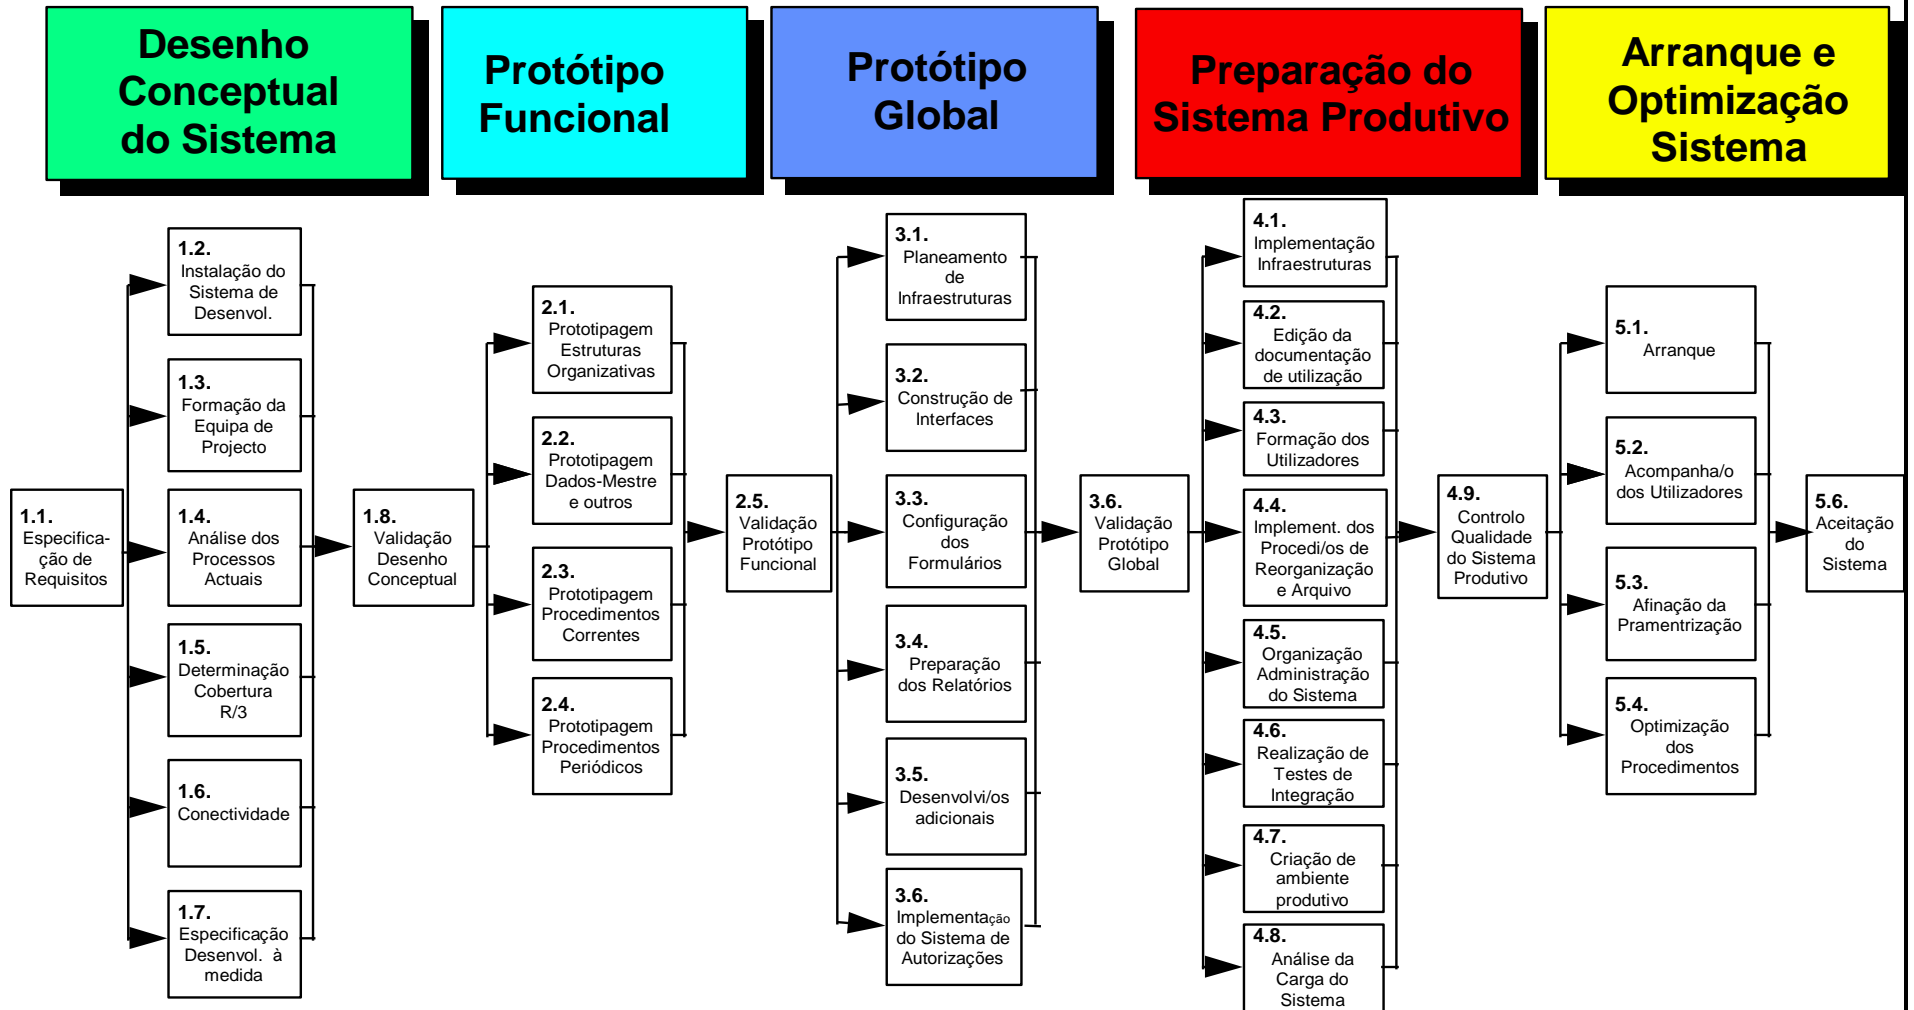 Desenho
Conceptual
do Sistema
Protótipo
Funcional
Protótipo
Global
Preparação do
Sistema Produtivo
Arranque e
Optimização
Sistema
1.1.
Especifica-
ção de
Requisitos
1.2.
Instalação do
Sistema de
Desenvol.
1.3.
Formação da
Equipa de
Projecto
1.4.
Análise dos
Processos
Actuais
1.5.
Determinação
Cobertura
R/3
1.6.
Conectividade
1.7.
Especificação
Desenvol. à
medida
1.8.
Validação
Desenho
Conceptual
2.1.
Prototipagem
Estruturas
Organizativas
2.2.
Prototipagem
Dados-Mestre
e outros
2.3.
Prototipagem
Procedimentos
Correntes
2.4.
Prototipagem
Procedimentos
Periódicos
2.5.
Validação
Protótipo
Funcional
3.1.
Planeamento
de
Infraestruturas
3.2.
Construção de
Interfaces
3.3.
Configuração
dos
Formulários
3.4.
Preparação
dos Relatórios
3.5.
Desenvolvi/os
adicionais
3.6.
Implementação
do Sistema de
Autorizações
3.6.
Validação
Protótipo
Global
4.1.
Implementação
Infraestruturas
4.2.
Edição da
documentação
de utilização
4.3.
Formação dos
Utilizadores
4.4.
Implement. dos
Procedi/os de
Reorganização
e Arquivo
4.5.
Organização
Administração
do Sistema
4.6.
Realização de
Testes de
Integração
4.7.
Criação de
ambiente
produtivo
4.8.
Análise da
Carga do
Sistema
4.9.
Controlo
Qualidade
do Sistema
Produtivo
5.1.
Arranque
5.2.
Acompanha/o
dos Utilizadores
5.3.
Afinação da
Pramentrização
5.4.
Optimização
dos
Procedimentos
5.6.
Aceitação
do
Sistema